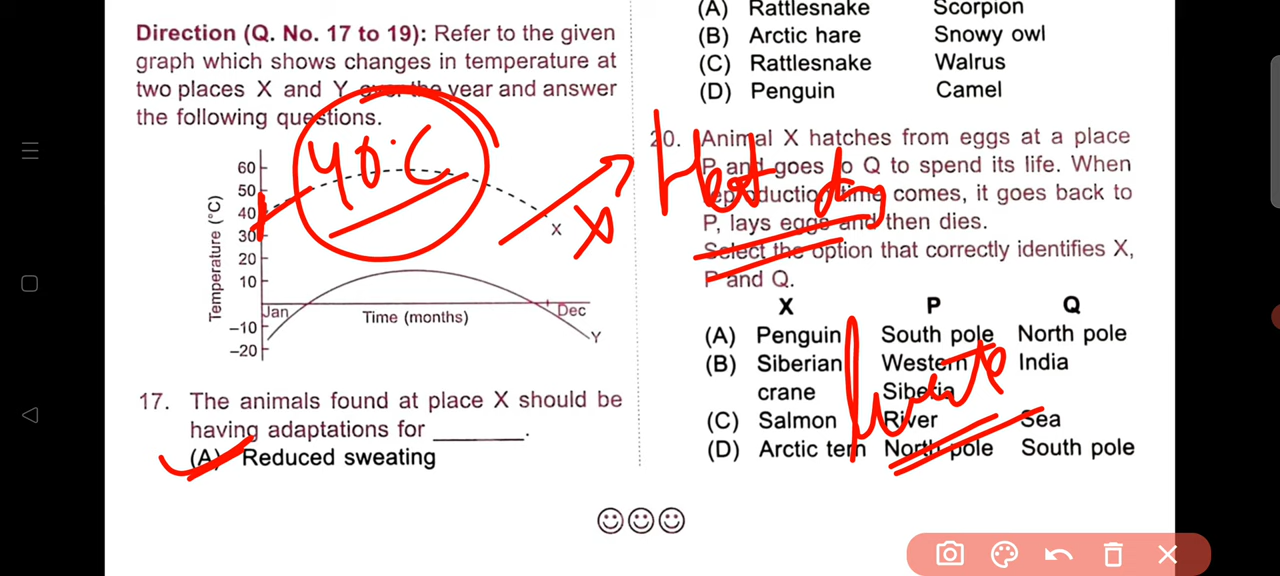 Direction (Q. No. 17 to 19): Refer to the given
graph which shows changes in temperature at
two places X and Y over the year and answer
the following questions.
Temperature (°C)
60
50
40
30
20
10
–10
–20
Jan
Time (months)
Dec
X
Y
40°C
X
17. The animals found at place X should be
having adaptations for ________.
(A) Reduced sweating
(A) Rattlesnake Scorpion
(B) Arctic hare Snowy owl
(C) Rattlesnake Walrus
(D) Penguin Camel
20. Animal X hatches from eggs at a place
P and goes to Q to spend its life. When
reproduction time comes, it goes back to
P, lays eggs and then dies.
Select the option that correctly identifies X,
P and Q.
X P Q
(A) Penguin South pole North pole
(B) Siberian Western India
crane Siberia
(C) Salmon River Sea
(D) Arctic tern North pole South pole
Hot dry